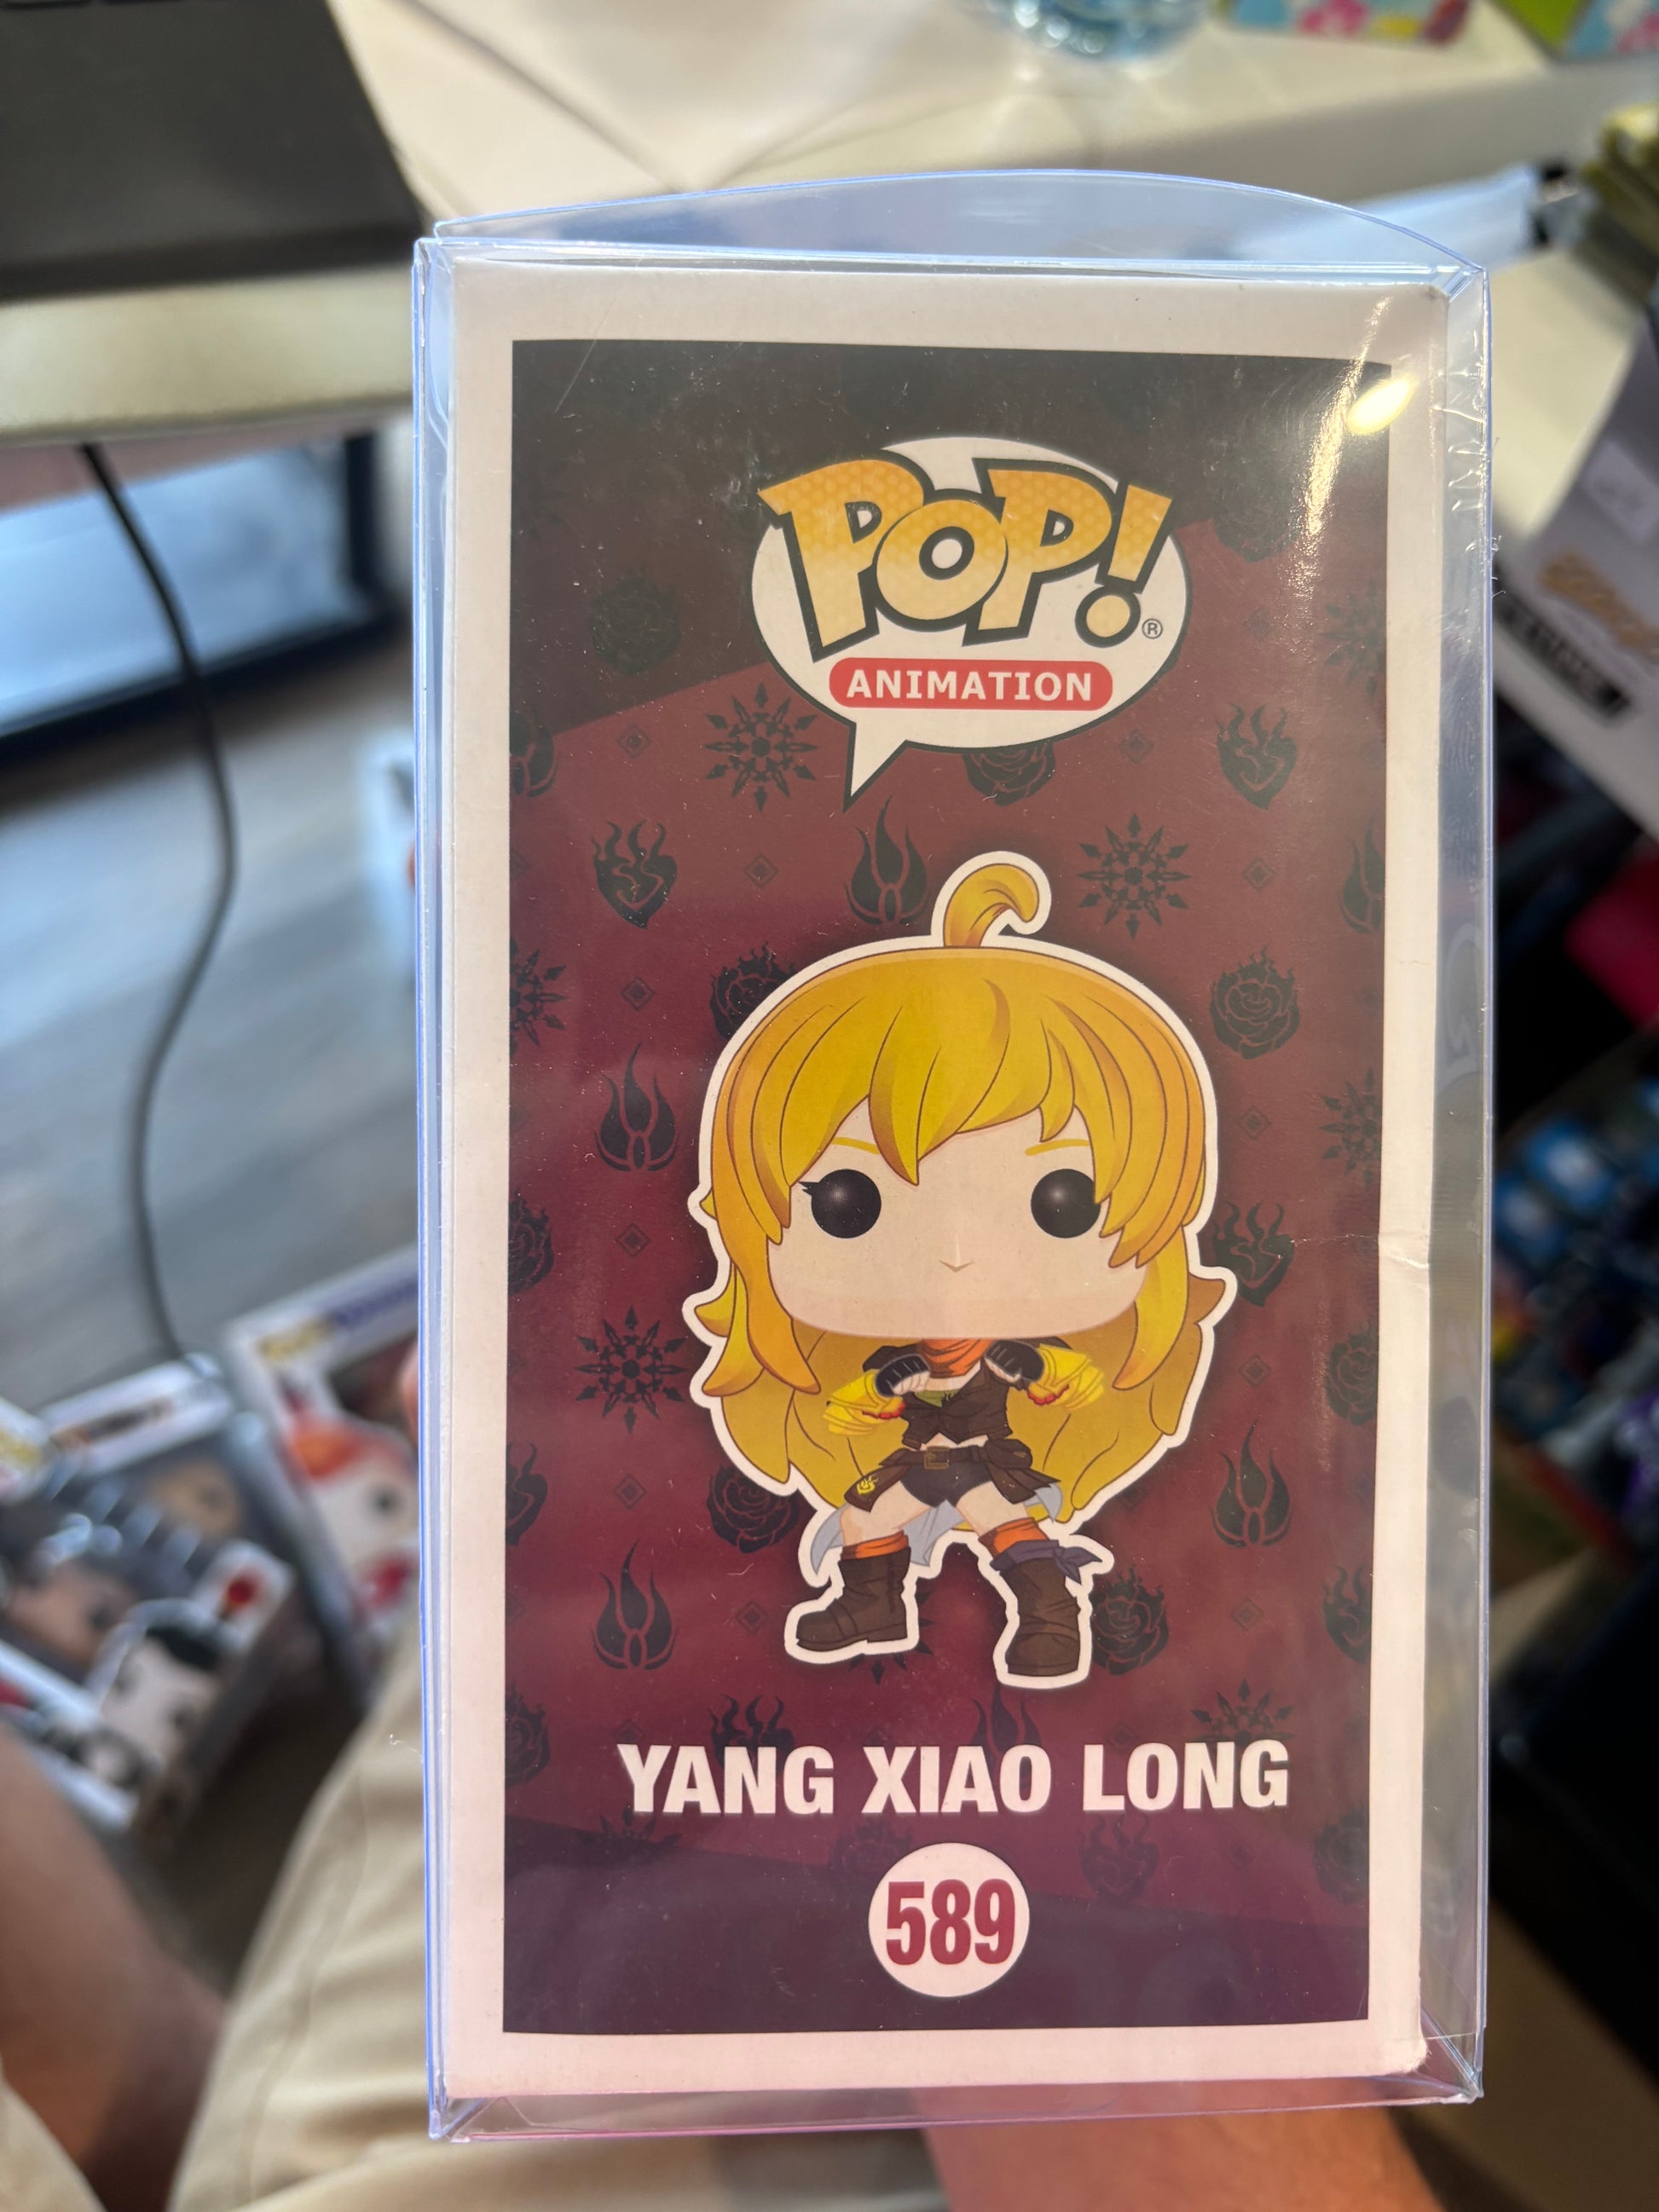 POP!®
ANIMATION
YANG XIAO LONG
589